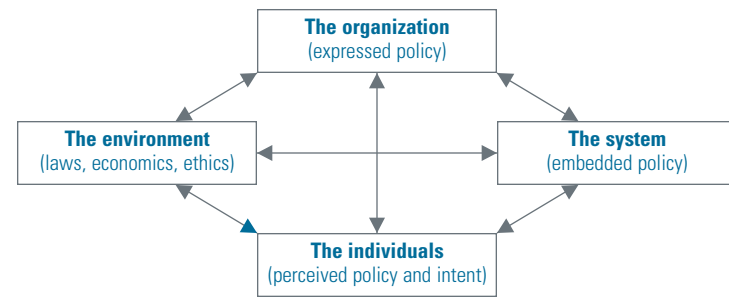 The organization
(expressed policy)
The environment
(laws, economics, ethics)
The system
(embedded policy)
The individuals
(perceived policy and intent)